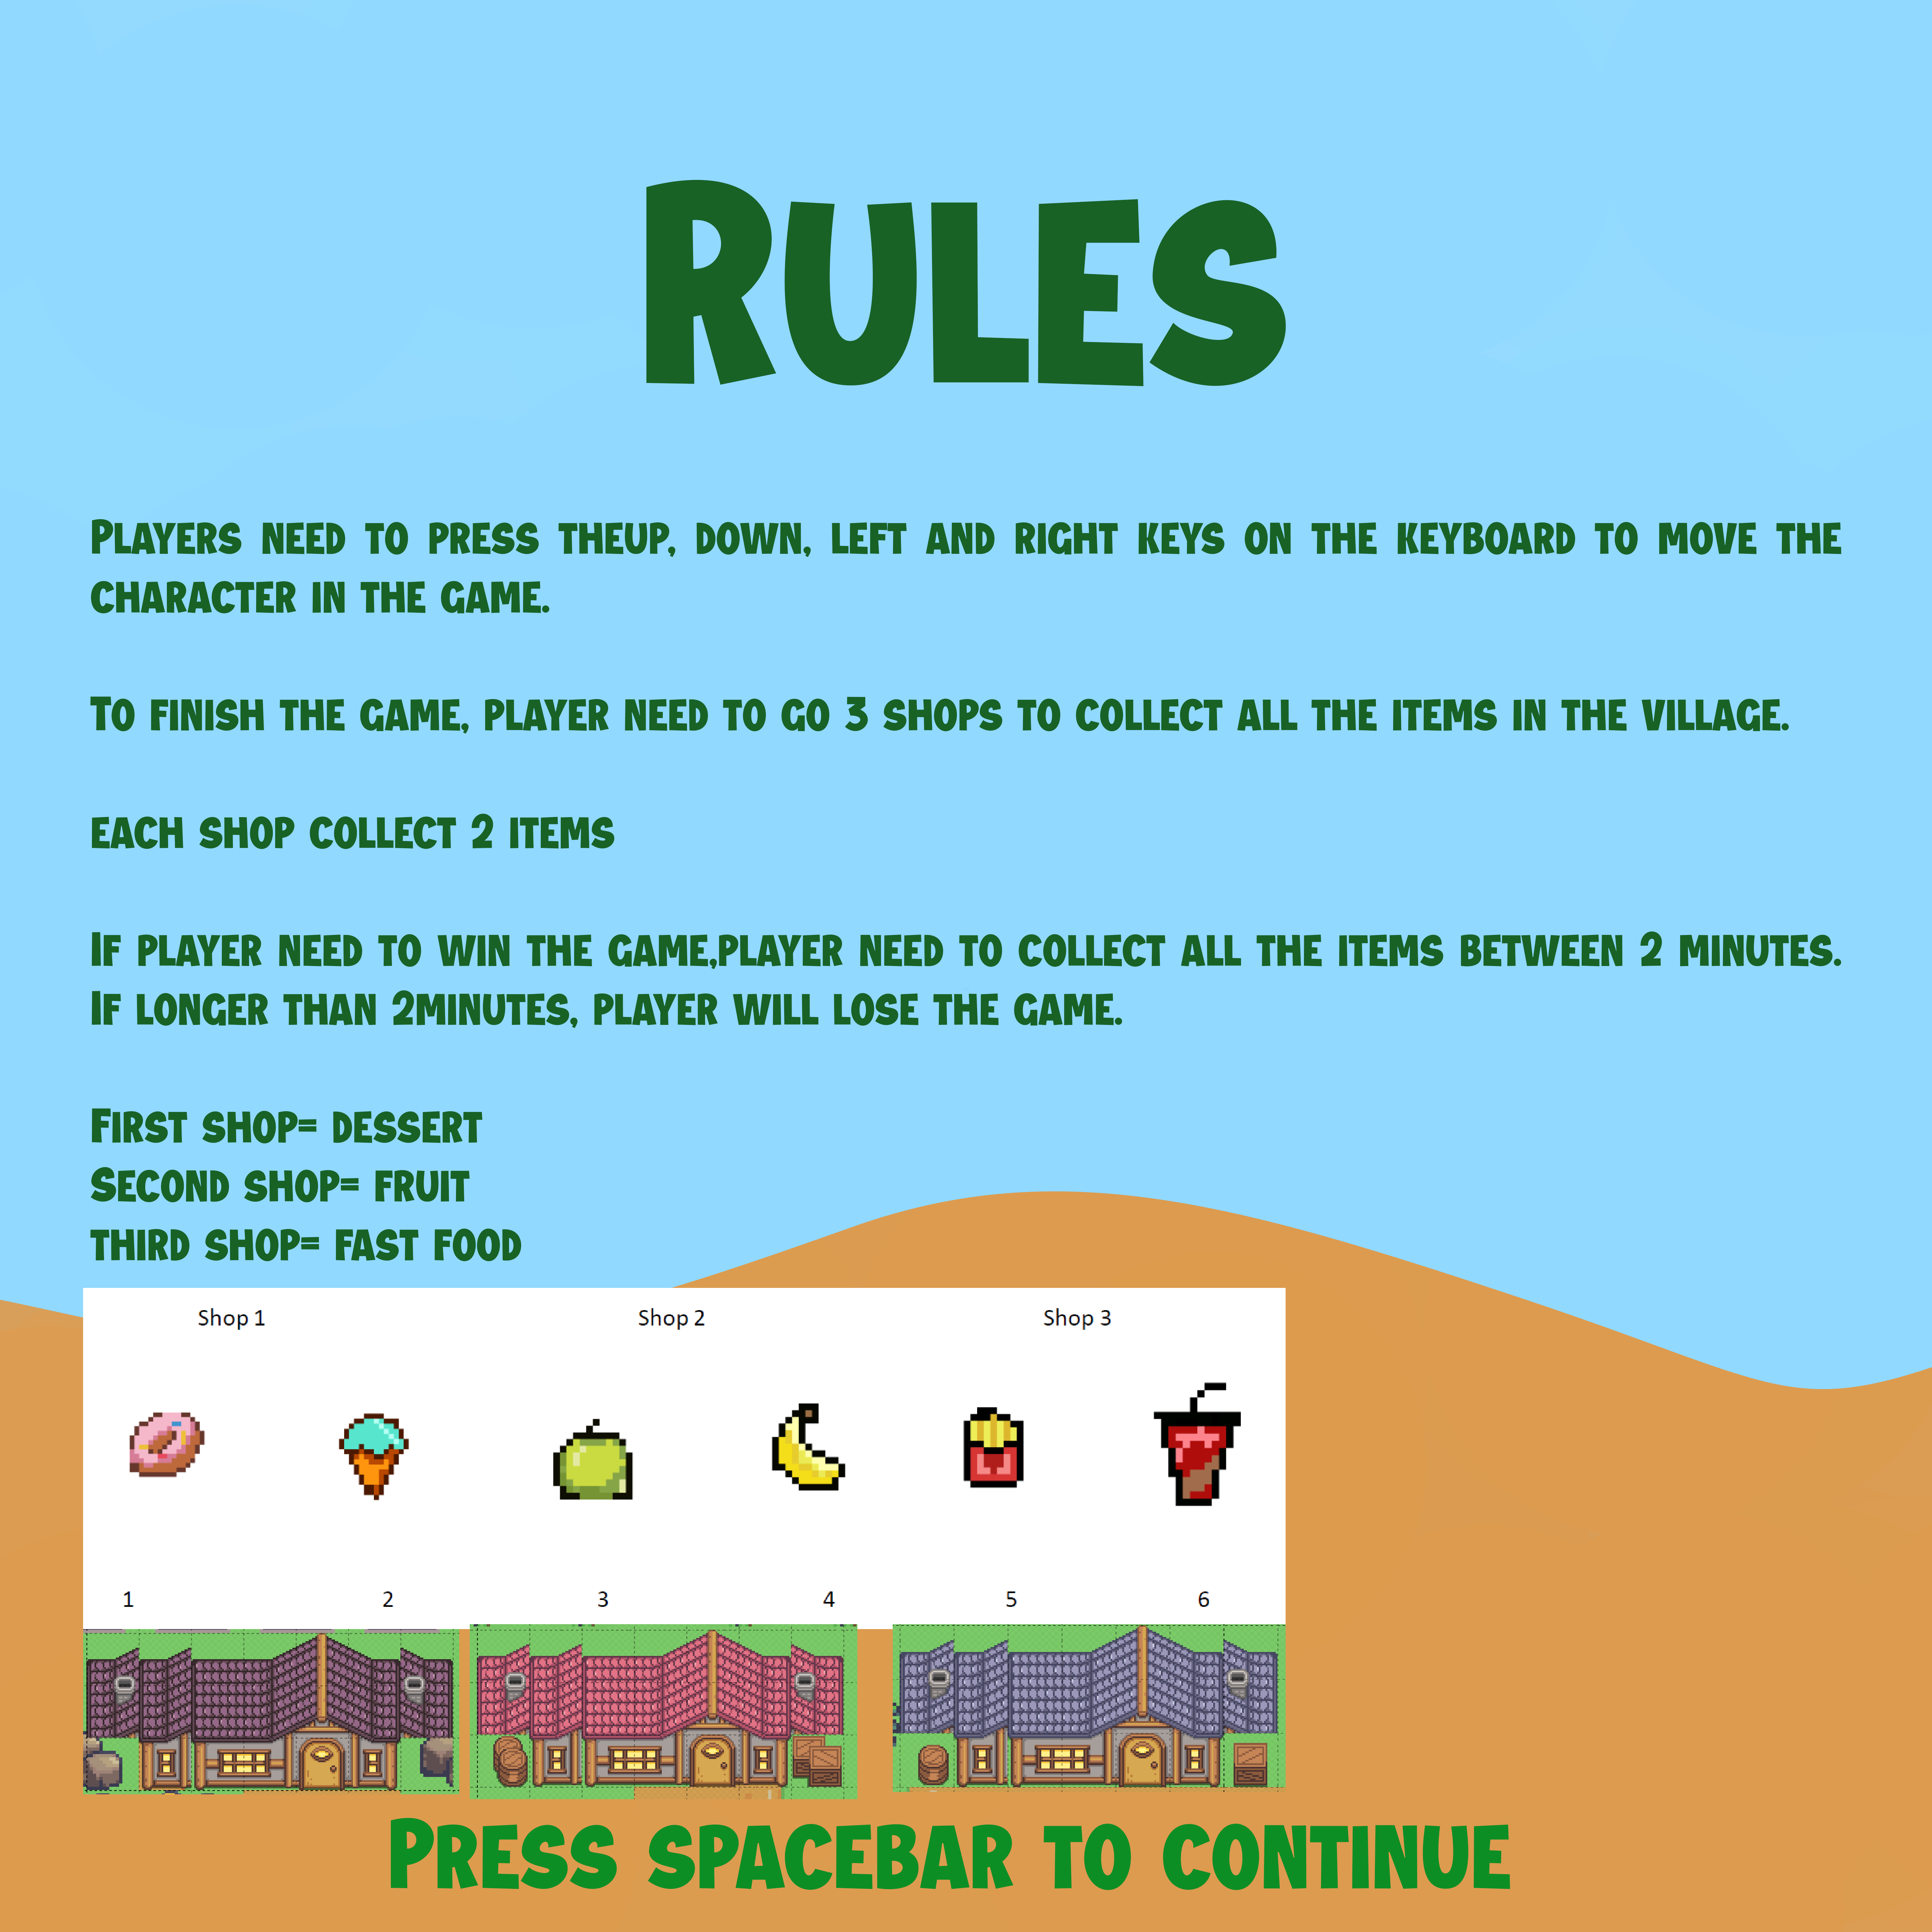 Rules
Players need to press theup, down, left and right keys on the keyboard to move the
character in the game.
To finish the game, player need to go 3 shops to collect all the items in the village.
each shop collect 2 items
If player need to win the game,player need to collect all the items between 2 minutes.
If longer than 2minutes, player will lose the game.
First shop= dessert
Second shop= fruit
third shop= fast food
Shop 1 Shop 2 Shop 3
1 2 3 4 5 6
Press spacebar to continue